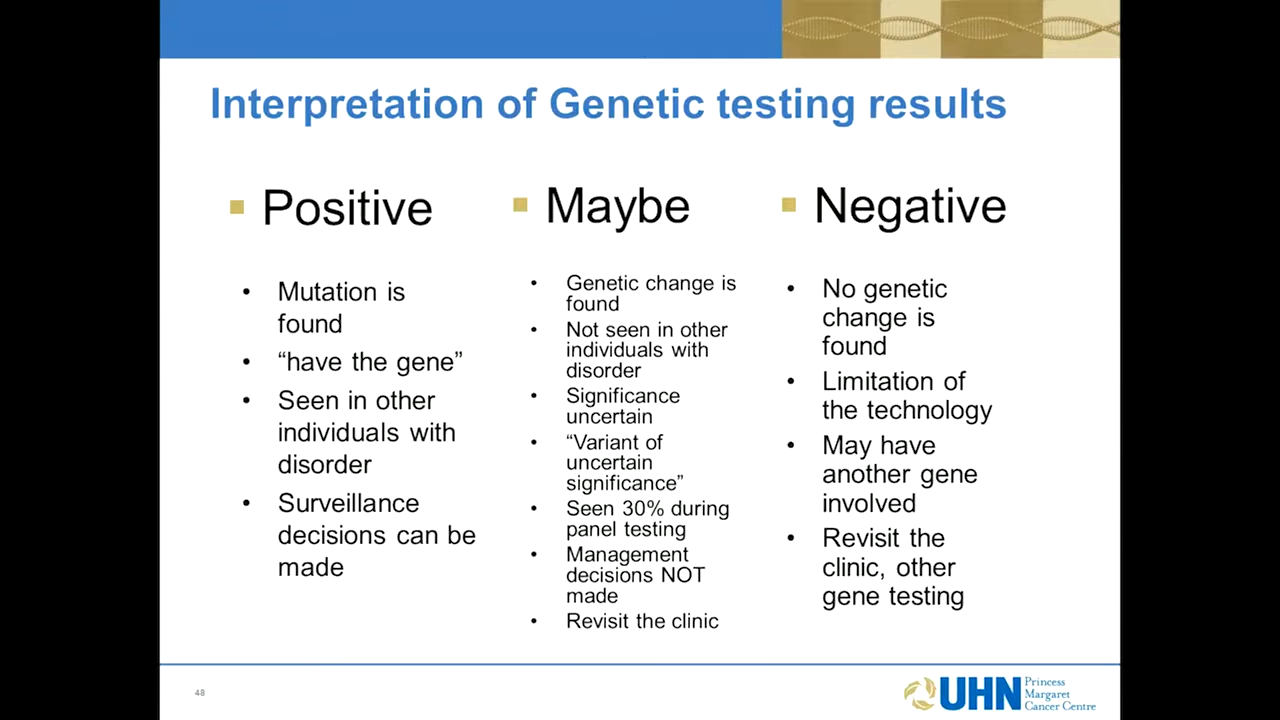 Interpretation of Genetic testing results
Positive
Mutation is
found
“have the gene”
Seen in other
individuals with
disorder
Surveillance
decisions can be
made
Maybe
Genetic change is
found
Not seen in other
individuals with
disorder
Significance
uncertain
“Variant of
uncertain
significance”
Seen 30% during
panel testing
Management
decisions NOT
made
Revisit the clinic
Negative
No genetic
change is
found
Limitation of
the technology
May have
another gene
involved
Revisit the
clinic, other
gene testing
48
UHN
Princess
Margaret
Cancer Centre